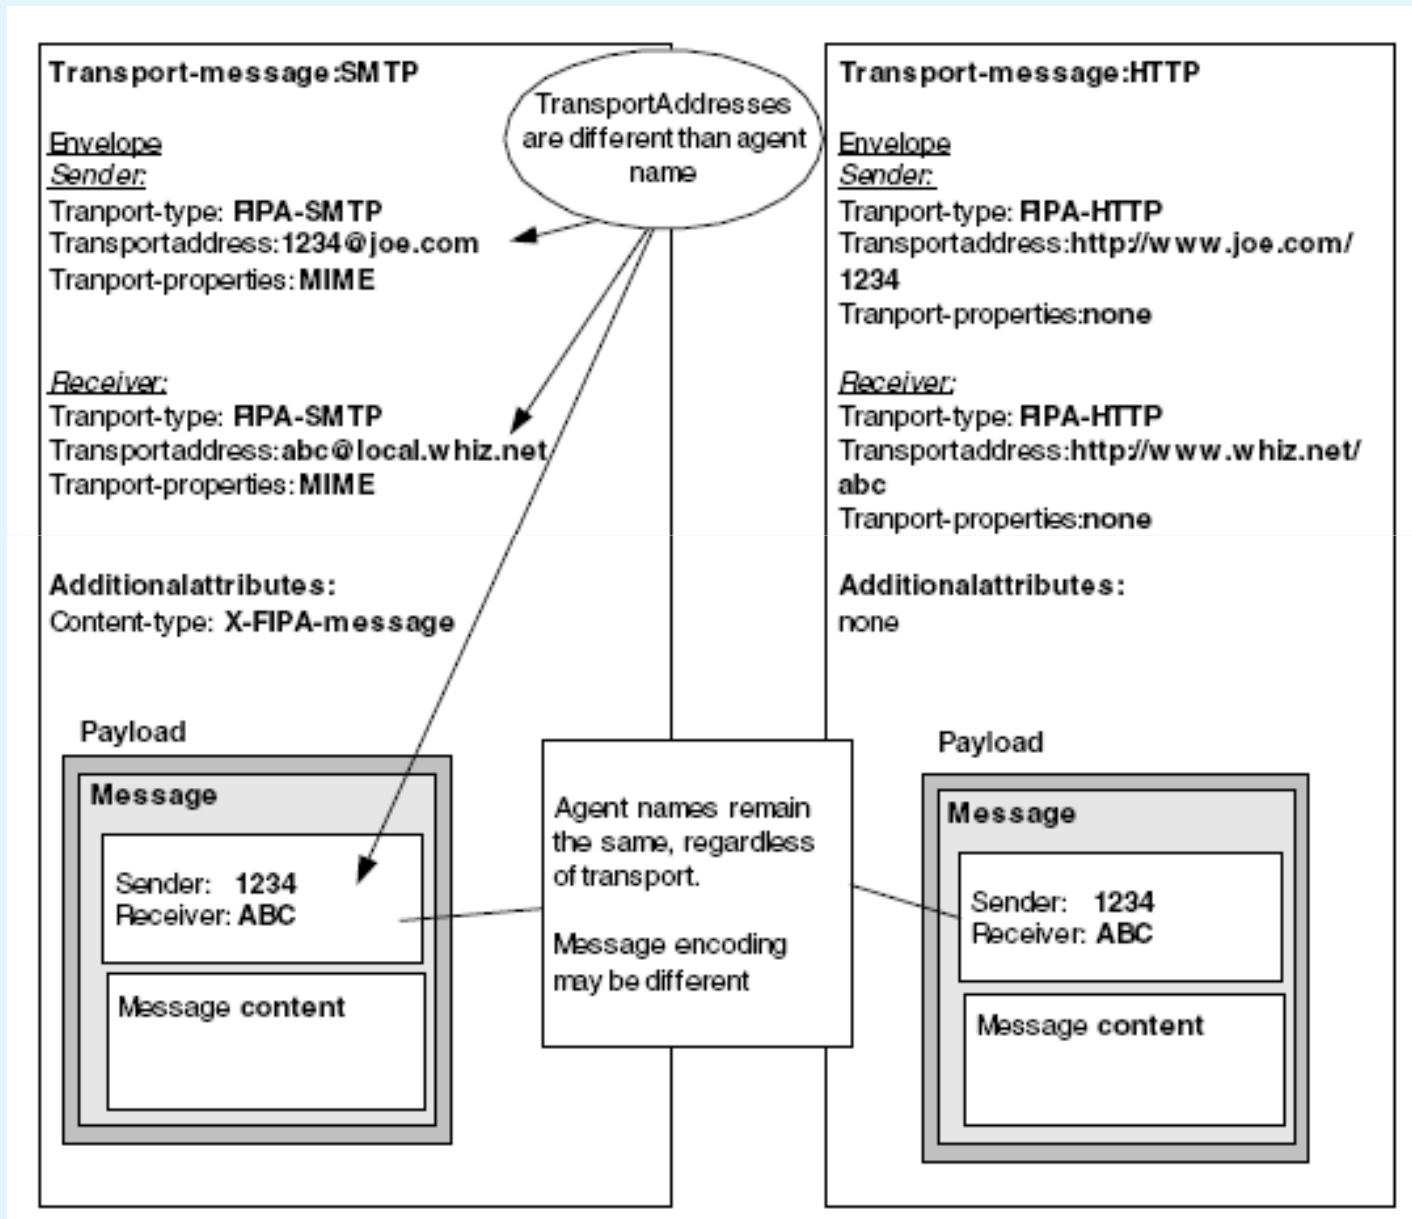 Transport-message:SMTP
Envelope
Sender:
Tranport-type: FIPA-SMTP
Transportaddress:1234@joe.com
Tranport-properties: MIME
Receiver:
Tranport-type: FIPA-SMTP
Transportaddress:abc@local.whiz.net
Tranport-properties: MIME
Additionalattributes:
Content-type: X-FIPA-message
Payload
Message
Sender: 1234
Receiver: ABC
Message content
TransportAddresses
are different than agent
name
Agent names remain
the same, regardless
of transport.
Message encoding
may be different
Transport-message:HTTP
Envelope
Sender:
Tranport-type: FIPA-HTTP
Transportaddress:http://www.joe.com/
1234
Tranport-properties:none
Receiver:
Tranport-type: FIPA-HTTP
Transportaddress:http://www.whiz.net/
abc
Tranport-properties:none
Additionalattributes:
none
Payload
Message
Sender: 1234
Receiver: ABC
Message content